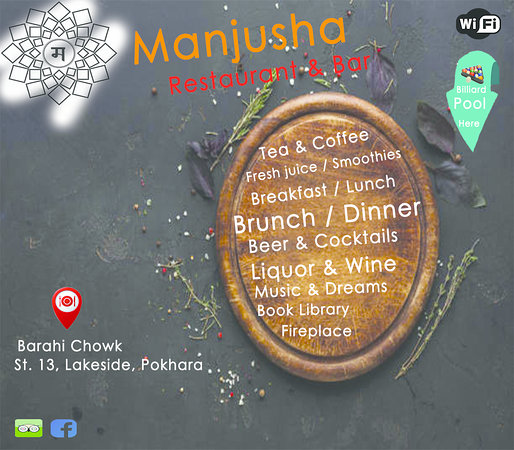 म
Manjusha
Restaurant & Bar
WiFi
Billiard
Pool
Here
Tea & Coffee
Fresh juice / Smoothies
Breakfast / Lunch
Brunch / Dinner
Beer & Cocktails
Liquor & Wine
Music & Dreams
Book Library
Fireplace
Barahi Chowk
St. 13, Lakeside, Pokhara
f